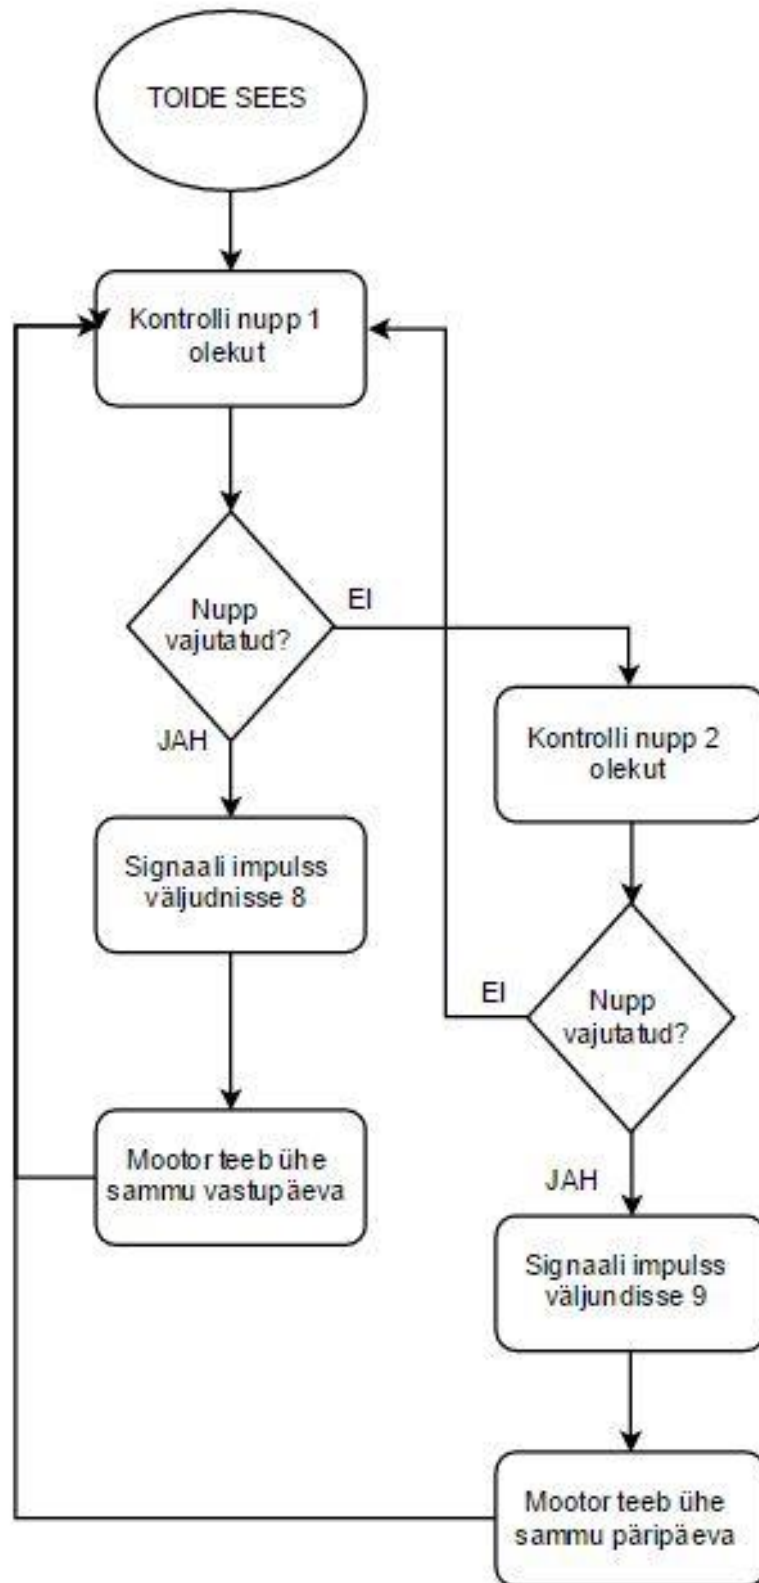 TOIDE SEES
Kontrolli nupp 1
olekut
Nupp
vajutatud?
EI
JAH
Kontrolli nupp 2
olekut
Signaali impulss
väljudnisse 8
EI
Nupp
vajutatud?
Mootor teeb ühe
sammu vastupäeva
JAH
Signaali impulss
väljundisse 9
Mootor teeb ühe
sammu päripäeva